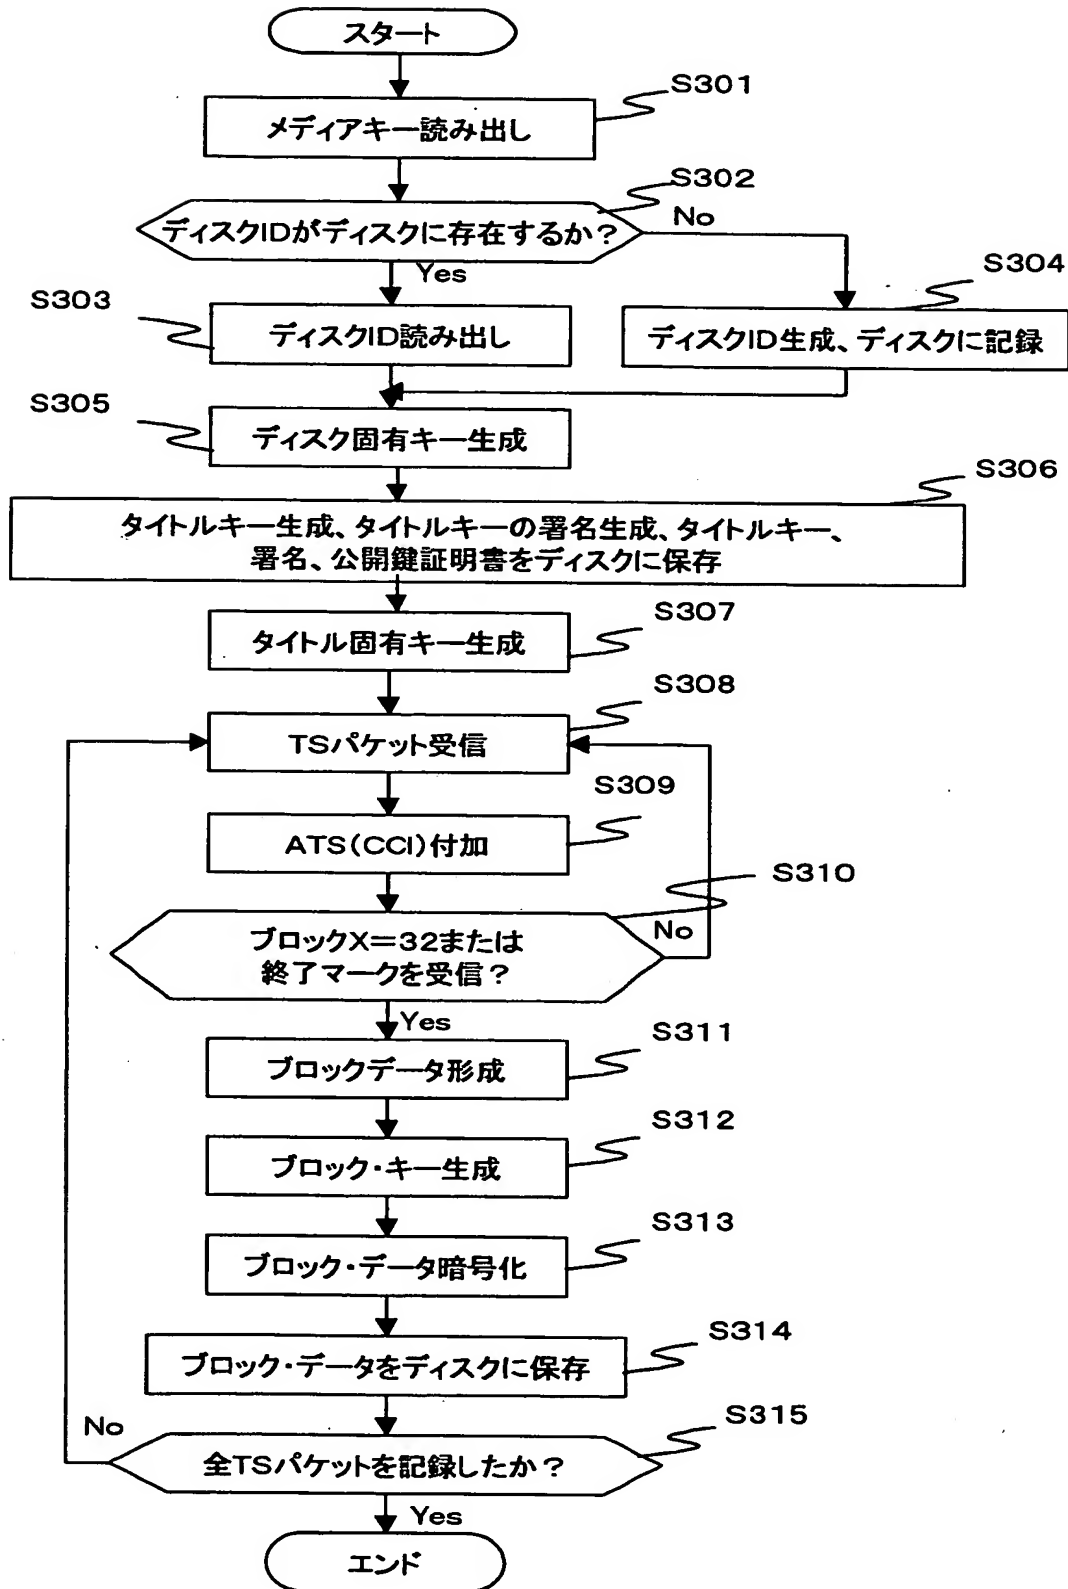 スタート
S301
メディアキー読み出し
S302
ディスクIDがディスクに存在するか?
No
Yes
S303
ディスクID読み出し
S304
ディスクID生成、ディスクに記録
S305
ディスク固有キー生成
S306
タイトルキー生成、タイトルキーの署名生成、タイトルキー、
署名、公開鍵証明書をディスクに保存
S307
タイトル固有キー生成
S308
TSパケット受信
S309
ATS(CCI)付加
S310
ブロックX=32または
終了マークを受信?
No
Yes
S311
ブロックデータ形成
S312
ブロック・キー生成
S313
ブロック・データ暗号化
S314
ブロック・データをディスクに保存
S315
No
全TSパケットを記録したか?
Yes
エンド